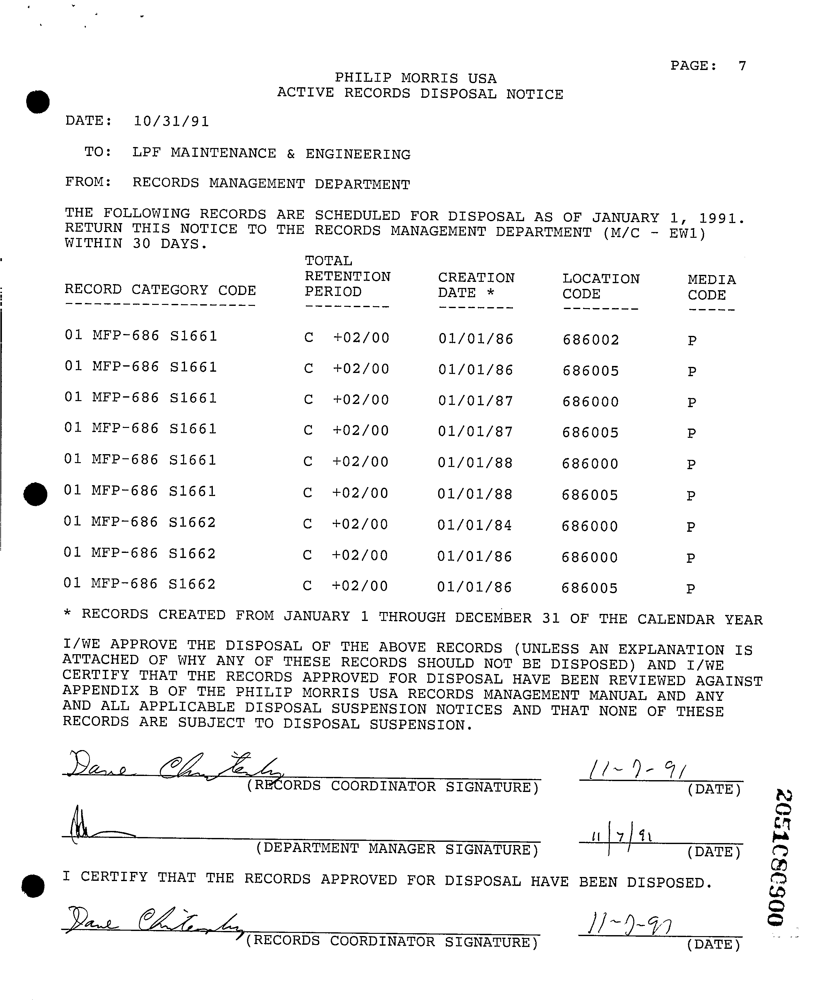 PAGE: 7
PHILIP MORRIS USA
ACTIVE RECORDS DISPOSAL NOTICE
DATE: 10/31/91
TO: LPF MAINTENANCE & ENGINEERING
FROM: RECORDS MANAGEMENT DEPARTMENT
THE FOLLOWING RECORDS ARE SCHEDULED FOR DISPOSAL AS OF JANUARY 1, 1991.
RETURN THIS NOTICE TO THE RECORDS MANAGEMENT DEPARTMENT (M/C - EW1)
WITHIN 30 DAYS.
TOTAL
RETENTION CREATION LOCATION MEDIA
RECORD CATEGORY CODE PERIOD DATE * CODE CODE
-------------------- --------- -------- -------- -----
01 MFP-686 S1661 C +02/00 01/01/86 686002 P
01 MFP-686 S1661 C +02/00 01/01/86 686005 P
01 MFP-686 S1661 C +02/00 01/01/87 686000 P
01 MFP-686 S1661 C +02/00 01/01/87 686005 P
01 MFP-686 S1661 C +02/00 01/01/88 686000 P
01 MFP-686 S1661 C +02/00 01/01/88 686005 P
01 MFP-686 S1662 C +02/00 01/01/84 686000 P
01 MFP-686 S1662 C +02/00 01/01/86 686000 P
01 MFP-686 S1662 C +02/00 01/01/86 686005 P
* RECORDS CREATED FROM JANUARY 1 THROUGH DECEMBER 31 OF THE CALENDAR YEAR
I/WE APPROVE THE DISPOSAL OF THE ABOVE RECORDS (UNLESS AN EXPLANATION IS
ATTACHED OF WHY ANY OF THESE RECORDS SHOULD NOT BE DISPOSED) AND I/WE
CERTIFY THAT THE RECORDS APPROVED FOR DISPOSAL HAVE BEEN REVIEWED AGAINST
APPENDIX B OF THE PHILIP MORRIS USA RECORDS MANAGEMENT MANUAL AND ANY
AND ALL APPLICABLE DISPOSAL SUSPENSION NOTICES AND THAT NONE OF THESE
RECORDS ARE SUBJECT TO DISPOSAL SUSPENSION.
11-7-91
(RECORDS COORDINATOR SIGNATURE) (DATE)
11/7/91
(DEPARTMENT MANAGER SIGNATURE) (DATE)
I CERTIFY THAT THE RECORDS APPROVED FOR DISPOSAL HAVE BEEN DISPOSED.
Dave
(RECORDS COORDINATOR SIGNATURE) (DATE)